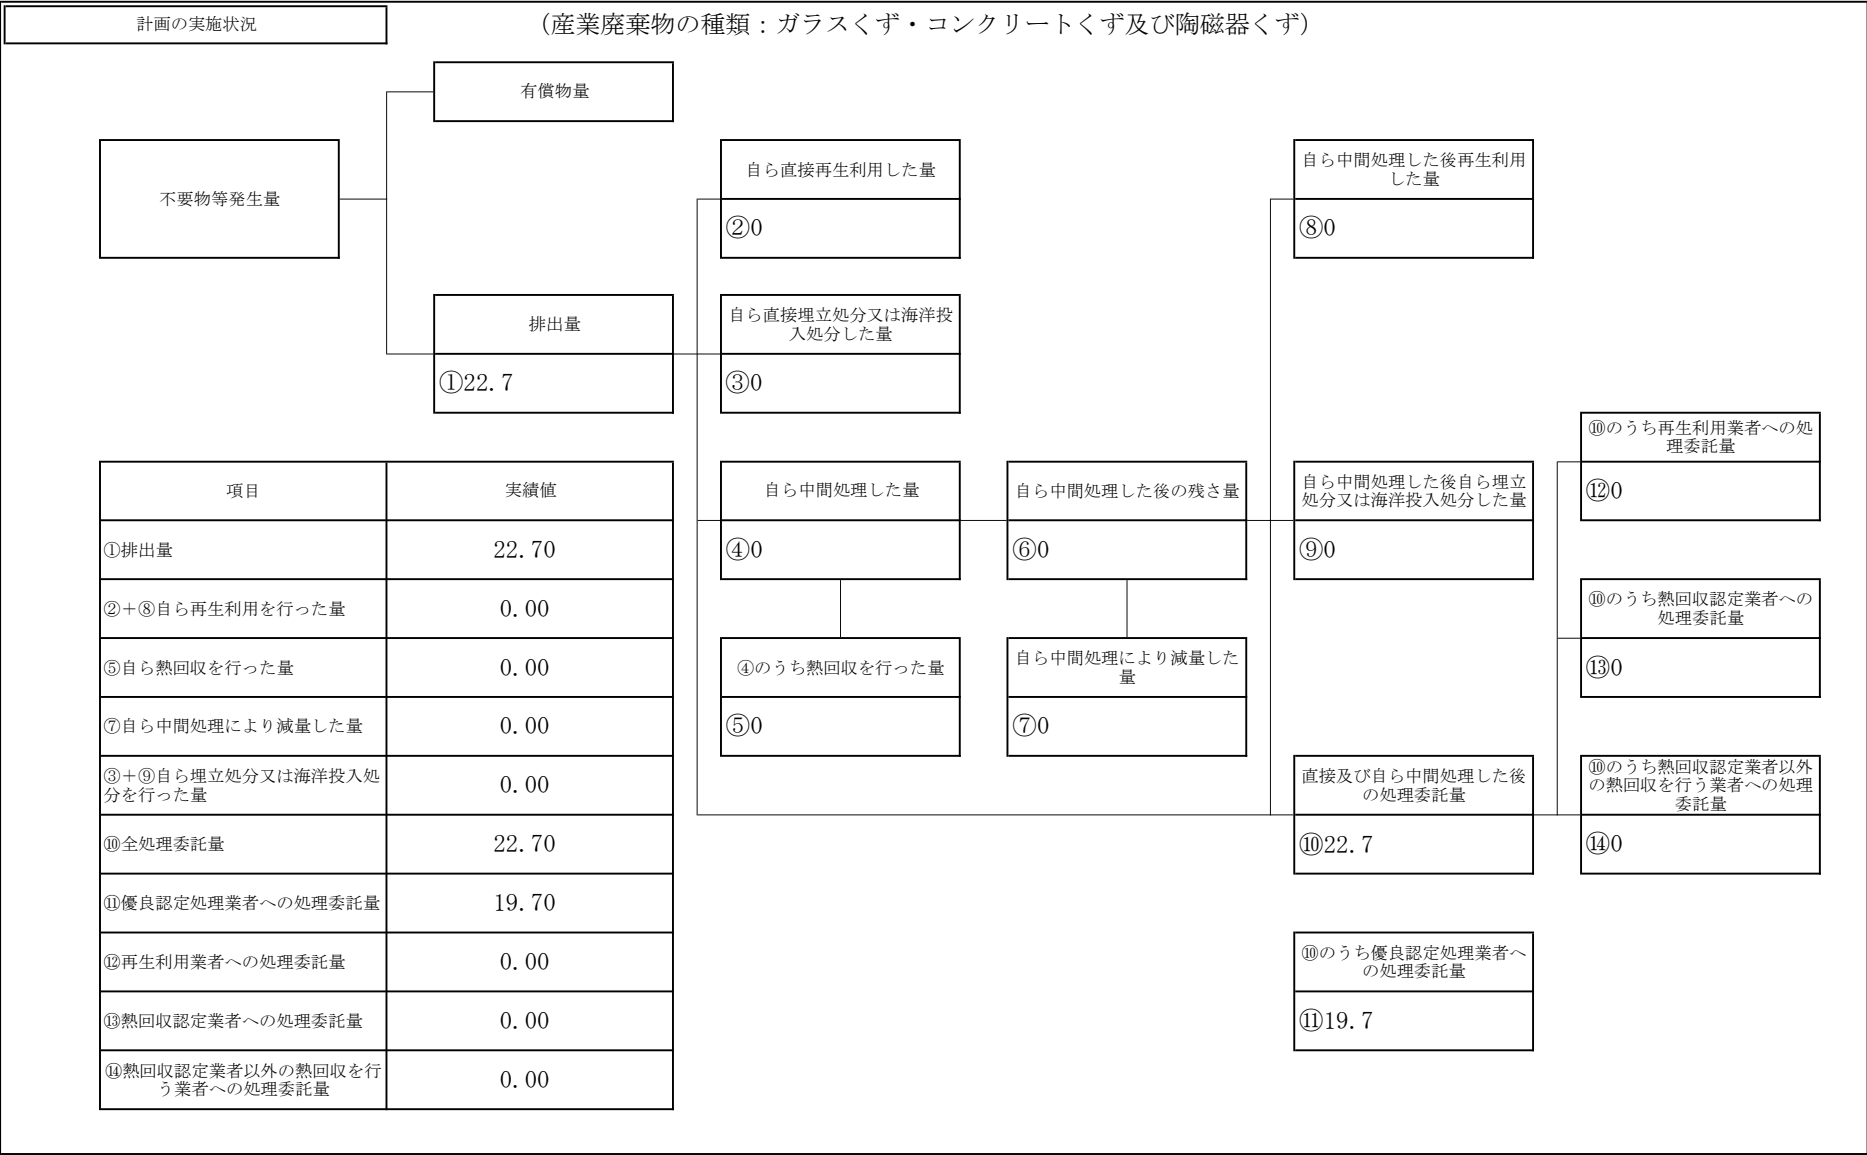 計画の実施状況
（産業廃棄物の種類：ガラスくず・コンクリートくず及び陶磁器くず）
有償物量
不要物等発生量
自ら直接再生利用した量
②0
自ら中間処理した後再生利用
した量
⑧0
排出量
①22.7
自ら直接埋立処分又は海洋投
入処分した量
③0
⑩のうち再生利用業者への処
理委託量
⑫0
自ら中間処理した量
④0
自ら中間処理した後の残さ量
⑥0
自ら中間処理した後自ら埋立
処分又は海洋投入処分した量
⑨0
⑩のうち熱回収認定業者への
処理委託量
⑬0
④のうち熱回収を行った量
⑤0
自ら中間処理により減量した
量
⑦0
直接及び自ら中間処理した後
の処理委託量
⑩22.7
⑩のうち熱回収認定業者以外
の熱回収を行う業者への処理
委託量
⑭0
⑩のうち優良認定処理業者へ
の処理委託量
⑪19.7
項目 実績値
①排出量 22.70
②＋⑧自ら再生利用を行った量 0.00
⑤自ら熱回収を行った量 0.00
⑦自ら中間処理により減量した量 0.00
③＋⑨自ら埋立処分又は海洋投入処
分を行った量 0.00
⑩全処理委託量 22.70
⑪優良認定処理業者への処理委託量 19.70
⑫再生利用業者への処理委託量 0.00
⑬熱回収認定業者への処理委託量 0.00
⑭熱回収認定業者以外の熱回収を行
う業者への処理委託量 0.00